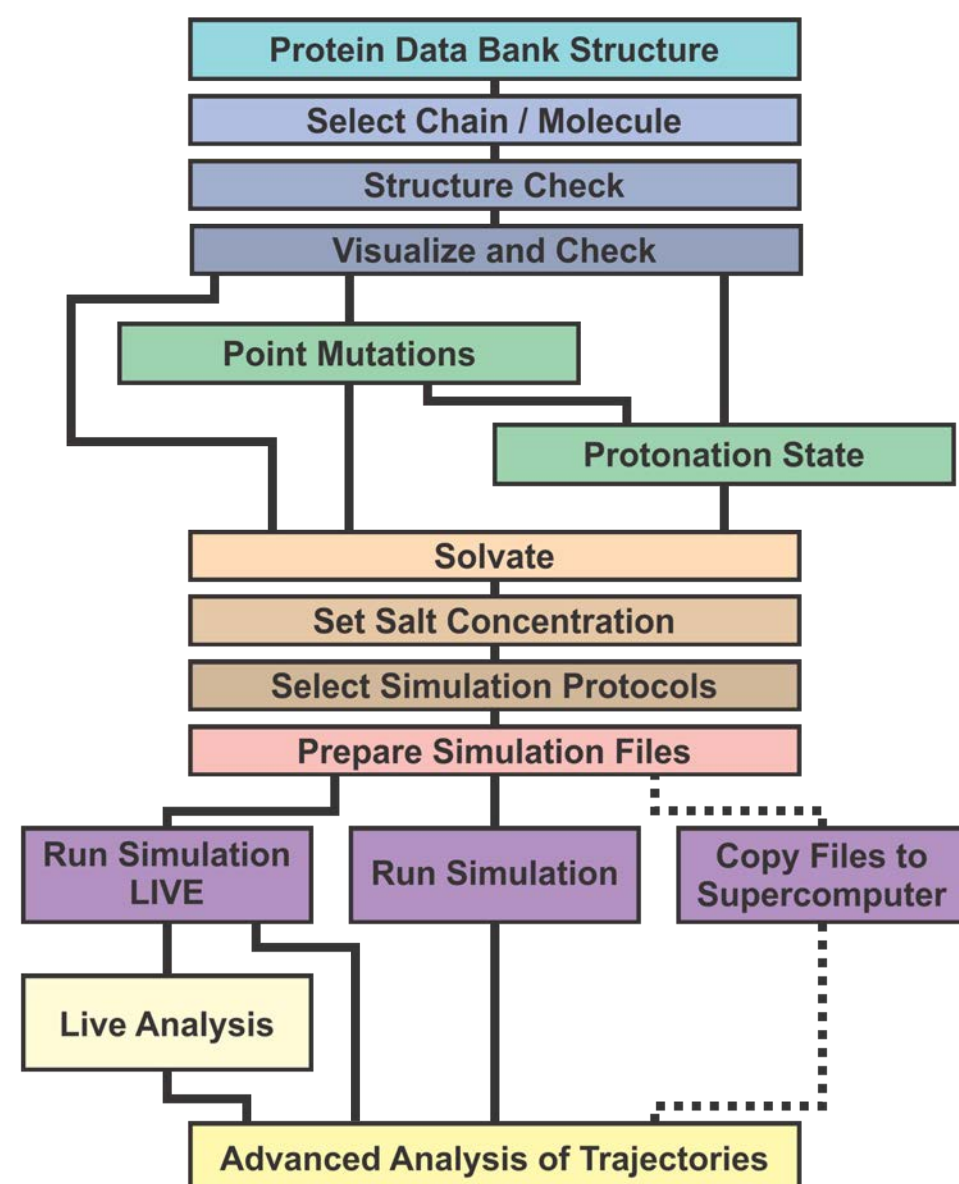 Protein Data Bank Structure
Select Chain / Molecule
Structure Check
Visualize and Check
Point Mutations
Protonation State
Solvate
Set Salt Concentration
Select Simulation Protocols
Prepare Simulation Files
Run Simulation
LIVE
Run Simulation
Copy Files to
Supercomputer
Live Analysis
Advanced Analysis of Trajectories